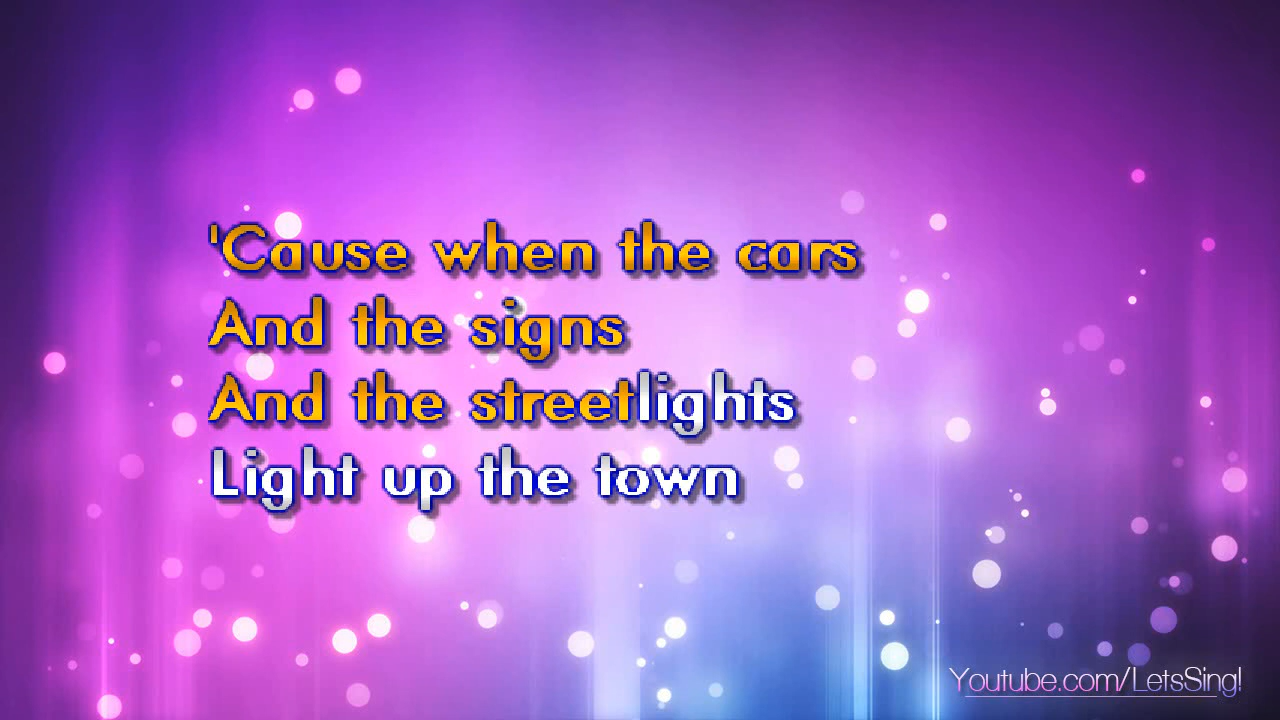 'Cause when the cars
And the signs
And the streetlights
Light up the town
Youtube.com/LetsSing!